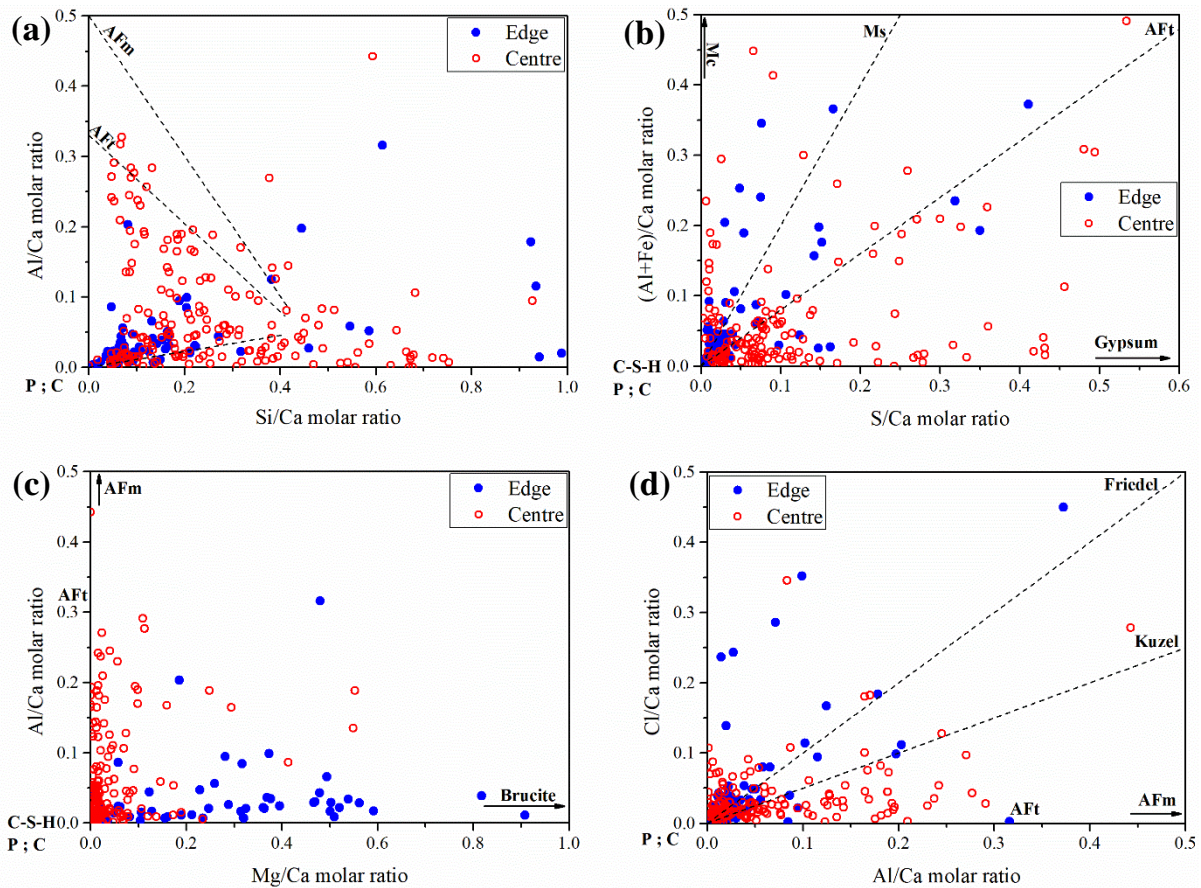 (a)
0.5
0.4
0.3
0.2
0.1
0.0
0.0 0.2 0.4 0.6 0.8 1.0
Al/Ca molar ratio
Si/Ca molar ratio
AFm
AFt
P ; C
Edge
Centre
(b)
0.5
0.4
0.3
0.2
0.1
0.0
0.0 0.1 0.2 0.3 0.4 0.5 0.6
(Al+Fe)/Ca molar ratio
S/Ca molar ratio
Mc
Ms
AFt
Edge
Centre
Gypsum
C-S-H
P ; C
(c)
0.5
0.4
0.3
0.2
0.1
0.0
0.0 0.2 0.4 0.6 0.8 1.0
Al/Ca molar ratio
Mg/Ca molar ratio
AFm
AFt
Edge
Centre
Brucite
C-S-H
P ; C
(d)
0.5
0.4
0.3
0.2
0.1
0.0
0.0 0.1 0.2 0.3 0.4 0.5
Cl/Ca molar ratio
Al/Ca molar ratio
Edge
Centre
Friedel
Kuzel
AFt
AFm
P ; C